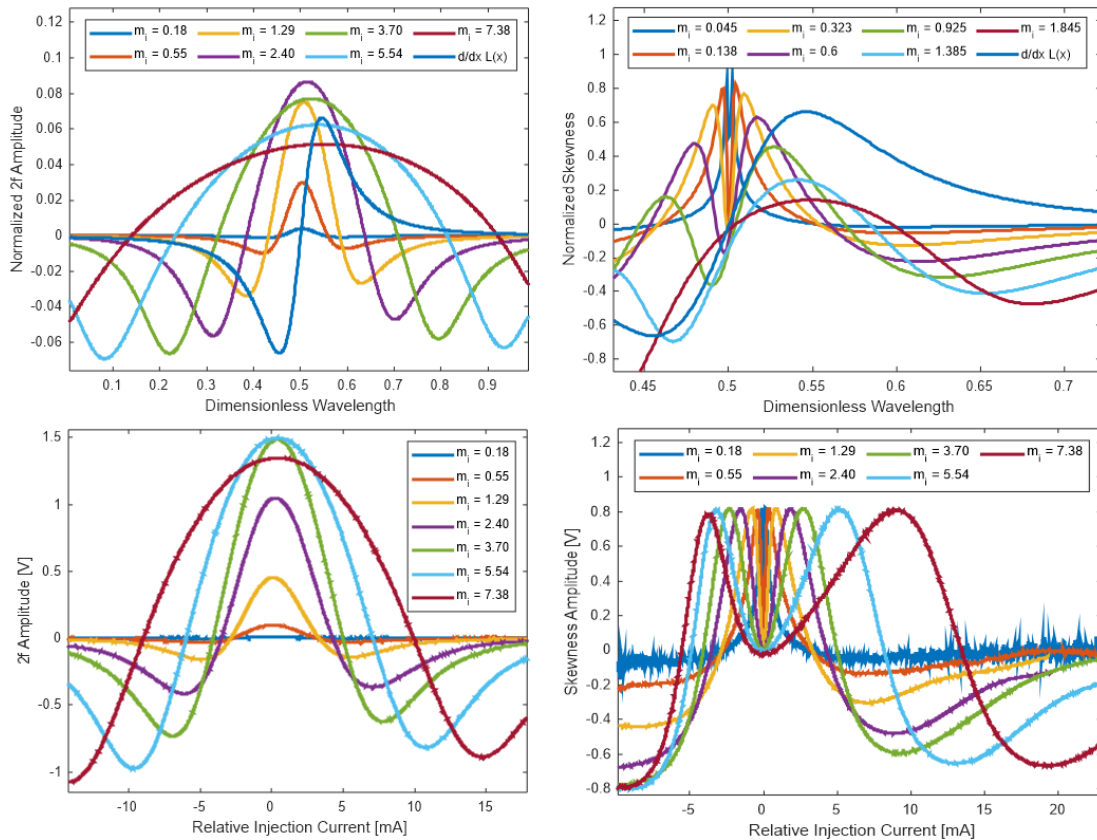 Normalized 2f Amplitude
0.12
0.1
0.08
0.06
0.04
0.02
0
-0.02
-0.04
-0.06
m_i = 0.18 m_i = 1.29 m_i = 3.70 m_i = 7.38
m_i = 0.55 m_i = 2.40 m_i = 5.54 d/dx L(x)
0.1 0.2 0.3 0.4 0.5 0.6 0.7 0.8 0.9
Dimensionless Wavelength
Normalized Skewness
1.2
1
0.8
0.6
0.4
0.2
0
-0.2
-0.4
-0.6
-0.8
m_i = 0.045 m_i = 0.323 m_i = 0.925 m_i = 1.845
m_i = 0.138 m_i = 0.6 m_i = 1.385 d/dx L(x)
0.45 0.5 0.55 0.6 0.65 0.7
Dimensionless Wavelength
2f Amplitude [V]
1.5
1
0.5
0
-0.5
-1
m_i = 0.18
m_i = 0.55
m_i = 1.29
m_i = 2.40
m_i = 3.70
m_i = 5.54
m_i = 7.38
-10 -5 0 5 10 15
Relative Injection Current [mA]
Skewness Amplitude [V]
1.2
1
0.8
0.6
0.4
0.2
0
-0.2
-0.4
-0.6
-0.8
m_i = 0.18 m_i = 1.29 m_i = 3.70 m_i = 7.38
m_i = 0.55 m_i = 2.40 m_i = 5.54
-5 0 5 10 15 20
Relative Injection Current [mA]